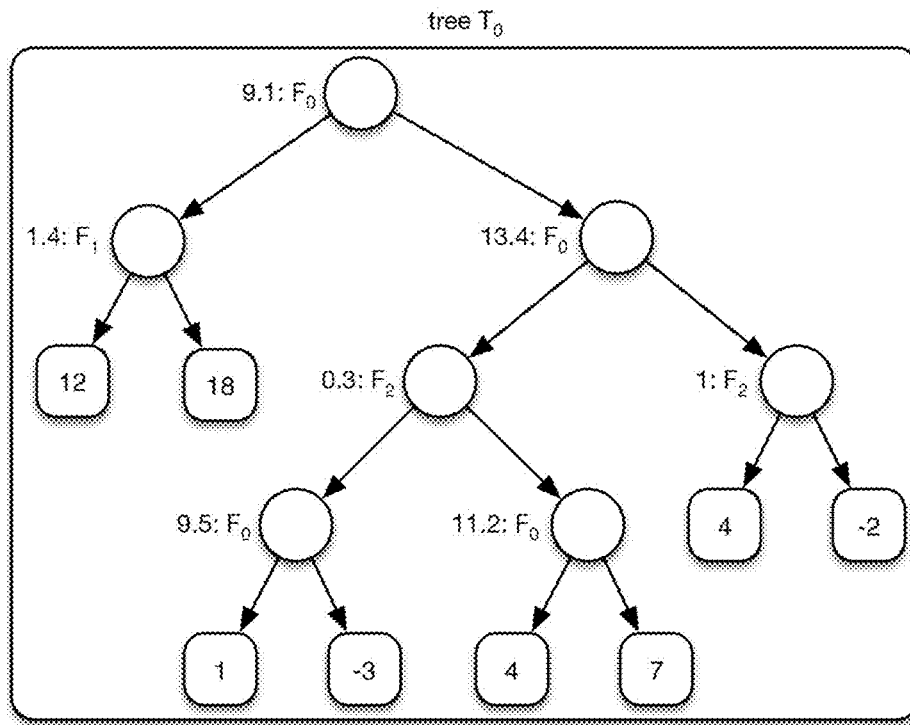 tree T₀
9.1: F₀
1.4: F₁
13.4: F₀
12
18
0.3: F₂
1: F₂
9.5: F₀
11.2: F₀
4
-2
1
-3
4
7